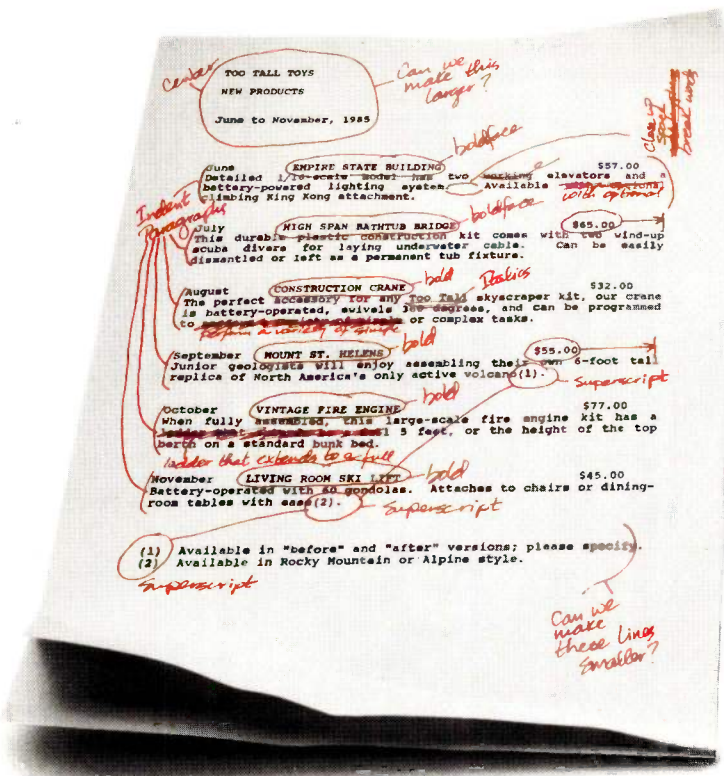 center
TOO TALL TOYS
NEW PRODUCTS
June to November, 1985
Can we
make this
larger?
boldface
Close up
space
break words
June EMPIRE STATE BUILDING $57.00
Detailed 1/10-scale model has two working elevators and a
battery-powered lighting system. Available
with optional
climbing King Kong attachment.
Indent
Paragraphs
boldface
July HIGH SPAN BATHTUB BRIDGE $65.00
This durable plastic construction kit comes with two wind-up
scuba divers for laying underwater cable. Can be easily
dismantled or left as a permanent tub fixture.
bold
Italics
August CONSTRUCTION CRANE $32.00
The perfect accessory for any Too Tall skyscraper kit, our crane
is battery-operated, swivels 360 degrees, and can be programmed
to or complex tasks.
perform a variety of simple
bold
September MOUNT ST. HELENS $55.00
Junior geologists will enjoy assembling their own 6-foot tall
replica of North America's only active volcano(1).
Superscript
bold
October VINTAGE FIRE ENGINE $77.00
When fully assembled, this large-scale fire engine kit has a
5 feet, or the height of the top
berth on a standard bunk bed.
ladder that extends to a full
bold
November LIVING ROOM SKI LIFT $45.00
Battery-operated with 60 gondolas. Attaches to chairs or dining-
room tables with ease(2).
Superscript
(1) Available in "before" and "after" versions; please specify.
(2) Available in Rocky Mountain or Alpine style.
Superscript
Can we
make
these lines
smaller?